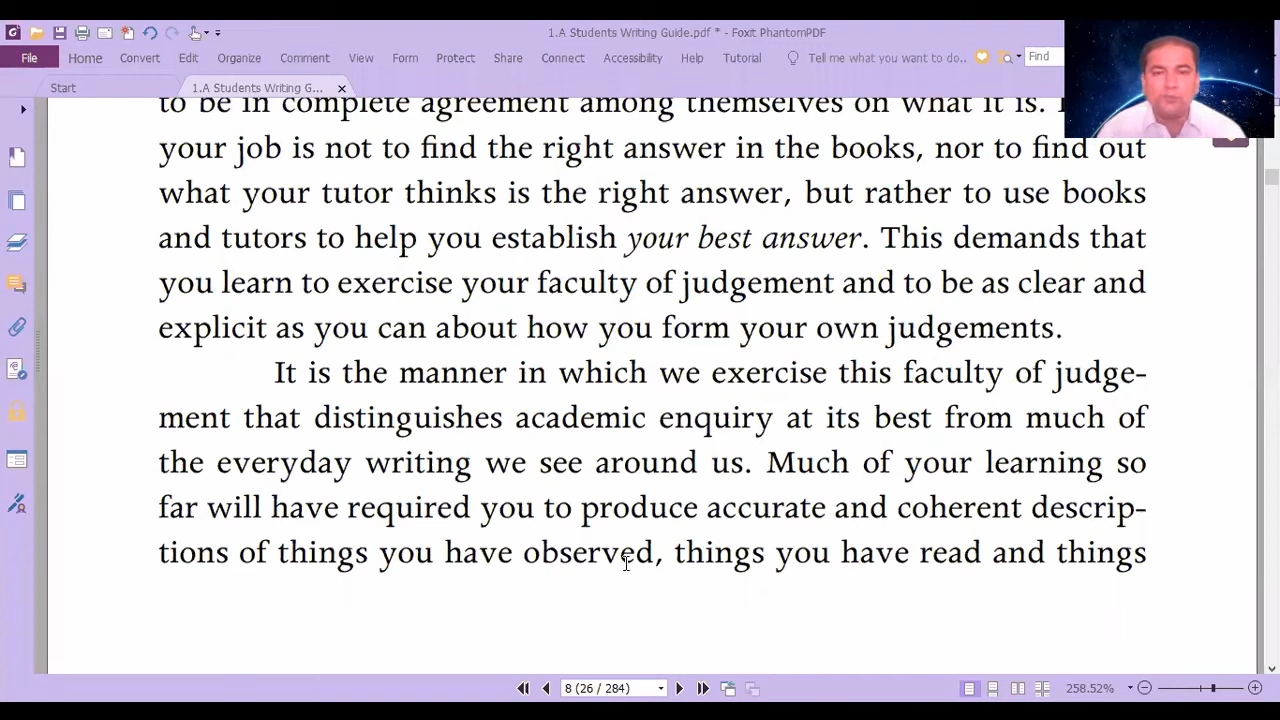 1.A Students Writing Guide.pdf * - Foxit PhantomPDF
File Home Convert Edit Organize Comment View Form Protect Share Connect Accessibility Help Tutorial Tell me what you want to do.. Find
Start 1.A Students Writing G...
to be in complete agreement among themselves on what it is.
your job is not to find the right answer in the books, nor to find out
what your tutor thinks is the right answer, but rather to use books
and tutors to help you establish your best answer. This demands that
you learn to exercise your faculty of judgement and to be as clear and
explicit as you can about how you form your own judgements.
It is the manner in which we exercise this faculty of judge-
ment that distinguishes academic enquiry at its best from much of
the everyday writing we see around us. Much of your learning so
far will have required you to produce accurate and coherent descrip-
tions of things you have observed, things you have read and things
8 (26 / 284) 258.52%